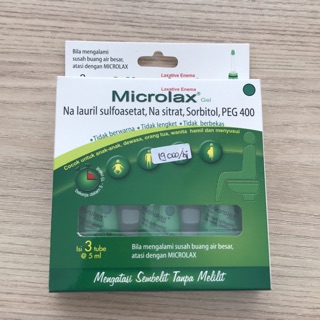 Bila mengalami
susah buang air besar,
atasi dengan MICROLAX
Laxative Enema
Laxative Enema
Microlax® Gel
Na lauril sulfoasetat, Na sitrat, Sorbitol, PEG 400
•Tidak berwarna •Tidak lengket •Tidak berbekas
Cocok untuk anak-anak, dewasa, orang tua, wanita hamil dan menyusui
19.000/bj
Isi 3 tube
@ 5 ml
Bila mengalami susah buang air besar,
atasi dengan MICROLAX
Mengatasi Sembelit Tanpa Melilit